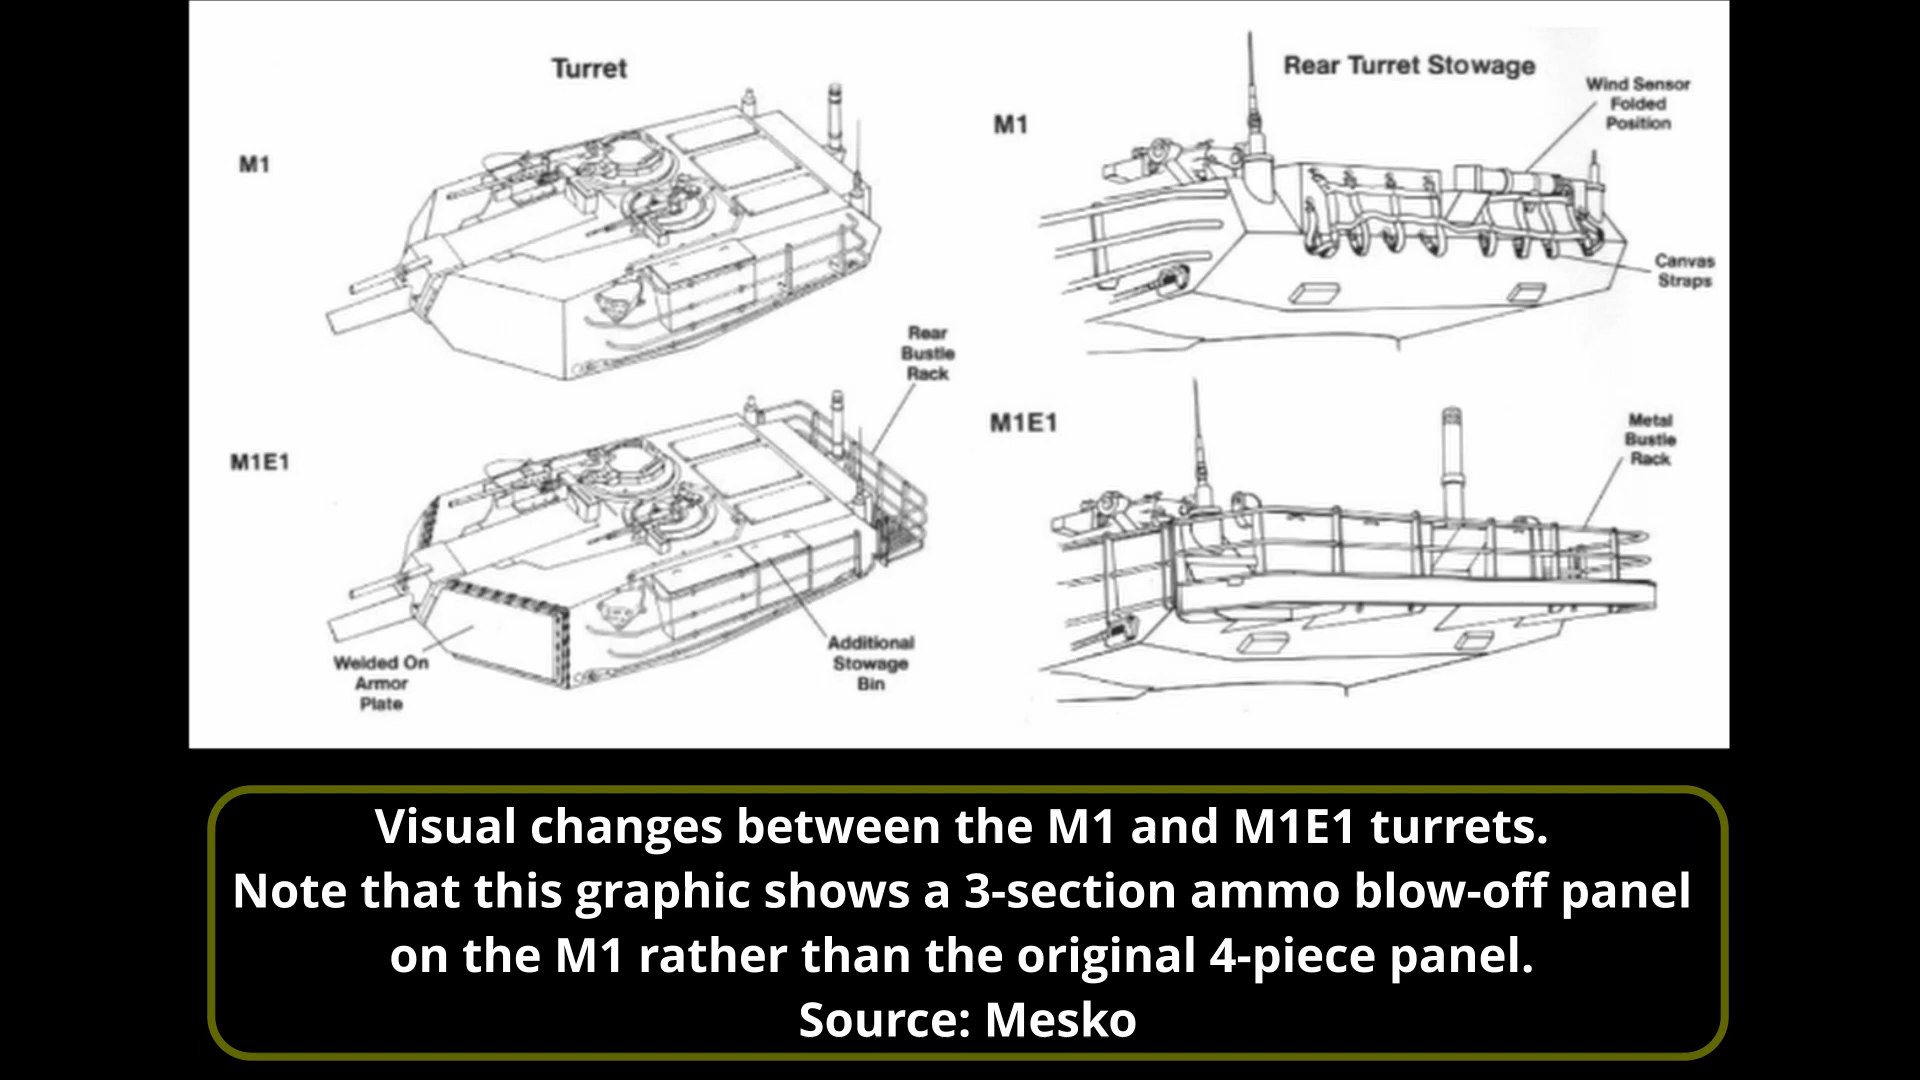 Turret
M1
Rear
Bustle
Rack
M1E1
Welded On
Armor
Plate
Additional
Stowage
Bin
Rear Turret Stowage
M1
Wind Sensor
Folded
Position
Canvas
Straps
M1E1
Metal
Bustle
Rack
Visual changes between the M1 and M1E1 turrets.
Note that this graphic shows a 3-section ammo blow-off panel
on the M1 rather than the original 4-piece panel.
Source: Mesko